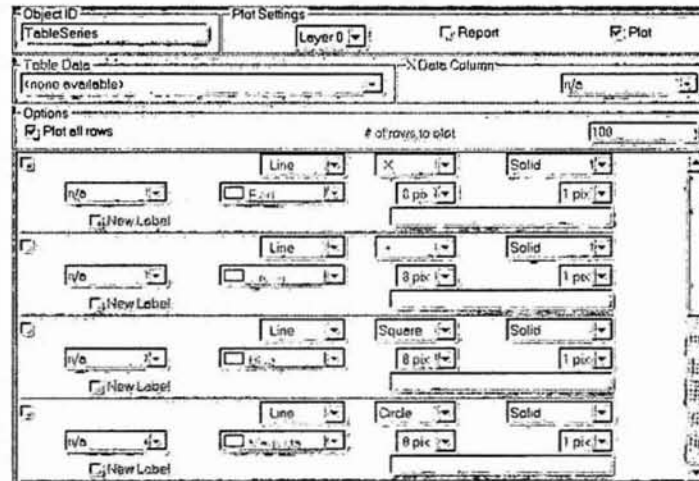 Object ID
Plot Settings
TableSeries
Layer 0
Report
Plot
Table Data
X Data Column
<none available>
n/a
Options
Plot all rows
# of rows to plot
100
Line
X
Solid
n/a
8 pix
1 pix
New Label
Line
+
Solid
n/a
8 pix
1 pix
New Label
Line
Square
Solid
n/a
8 pix
1 pix
New Label
Line
Circle
Solid
n/a
8 pix
1 pix
New Label